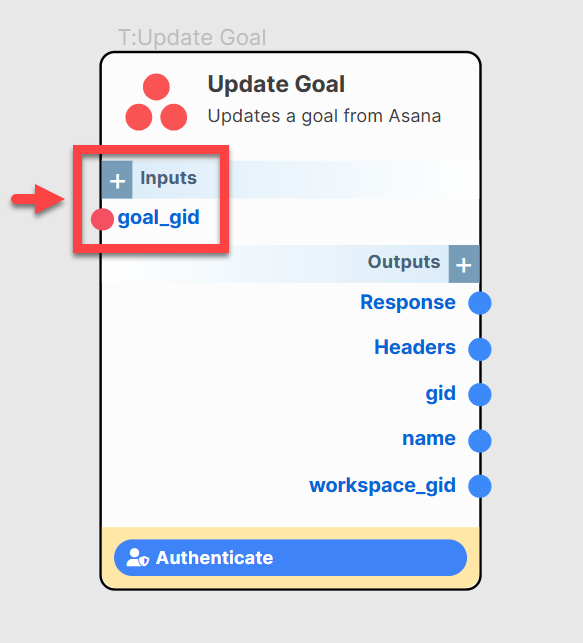 T:Update Goal
Update Goal
Updates a goal from Asana
+ Inputs
goal_gid
Outputs +
Response
Headers
gid
name
workspace_gid
Authenticate